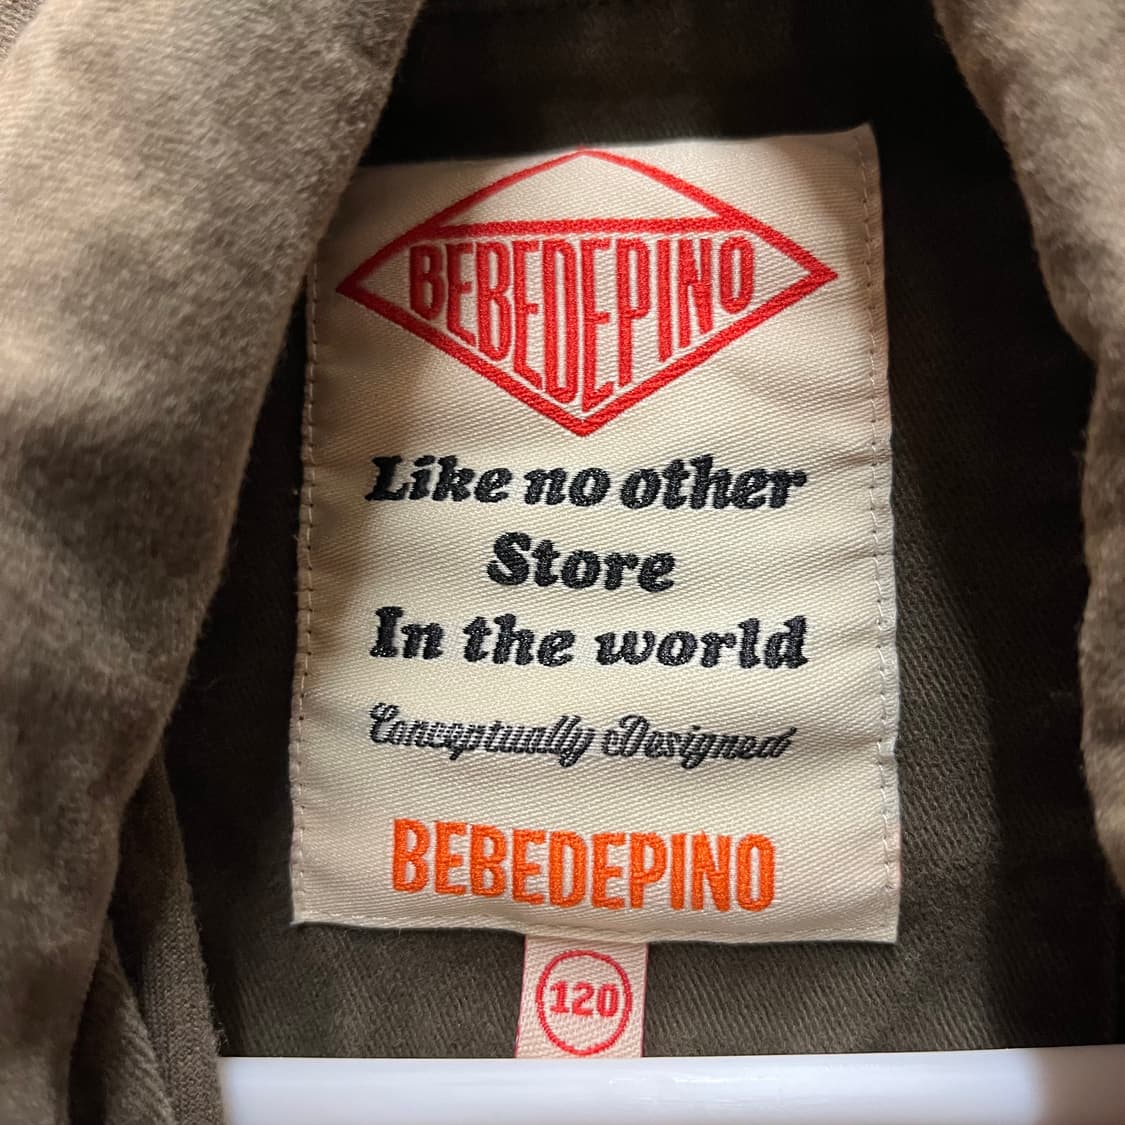 BEBEDEPINO
Like no other
Store
In the world
Conceptually Designed
BEBEDEPINO
120